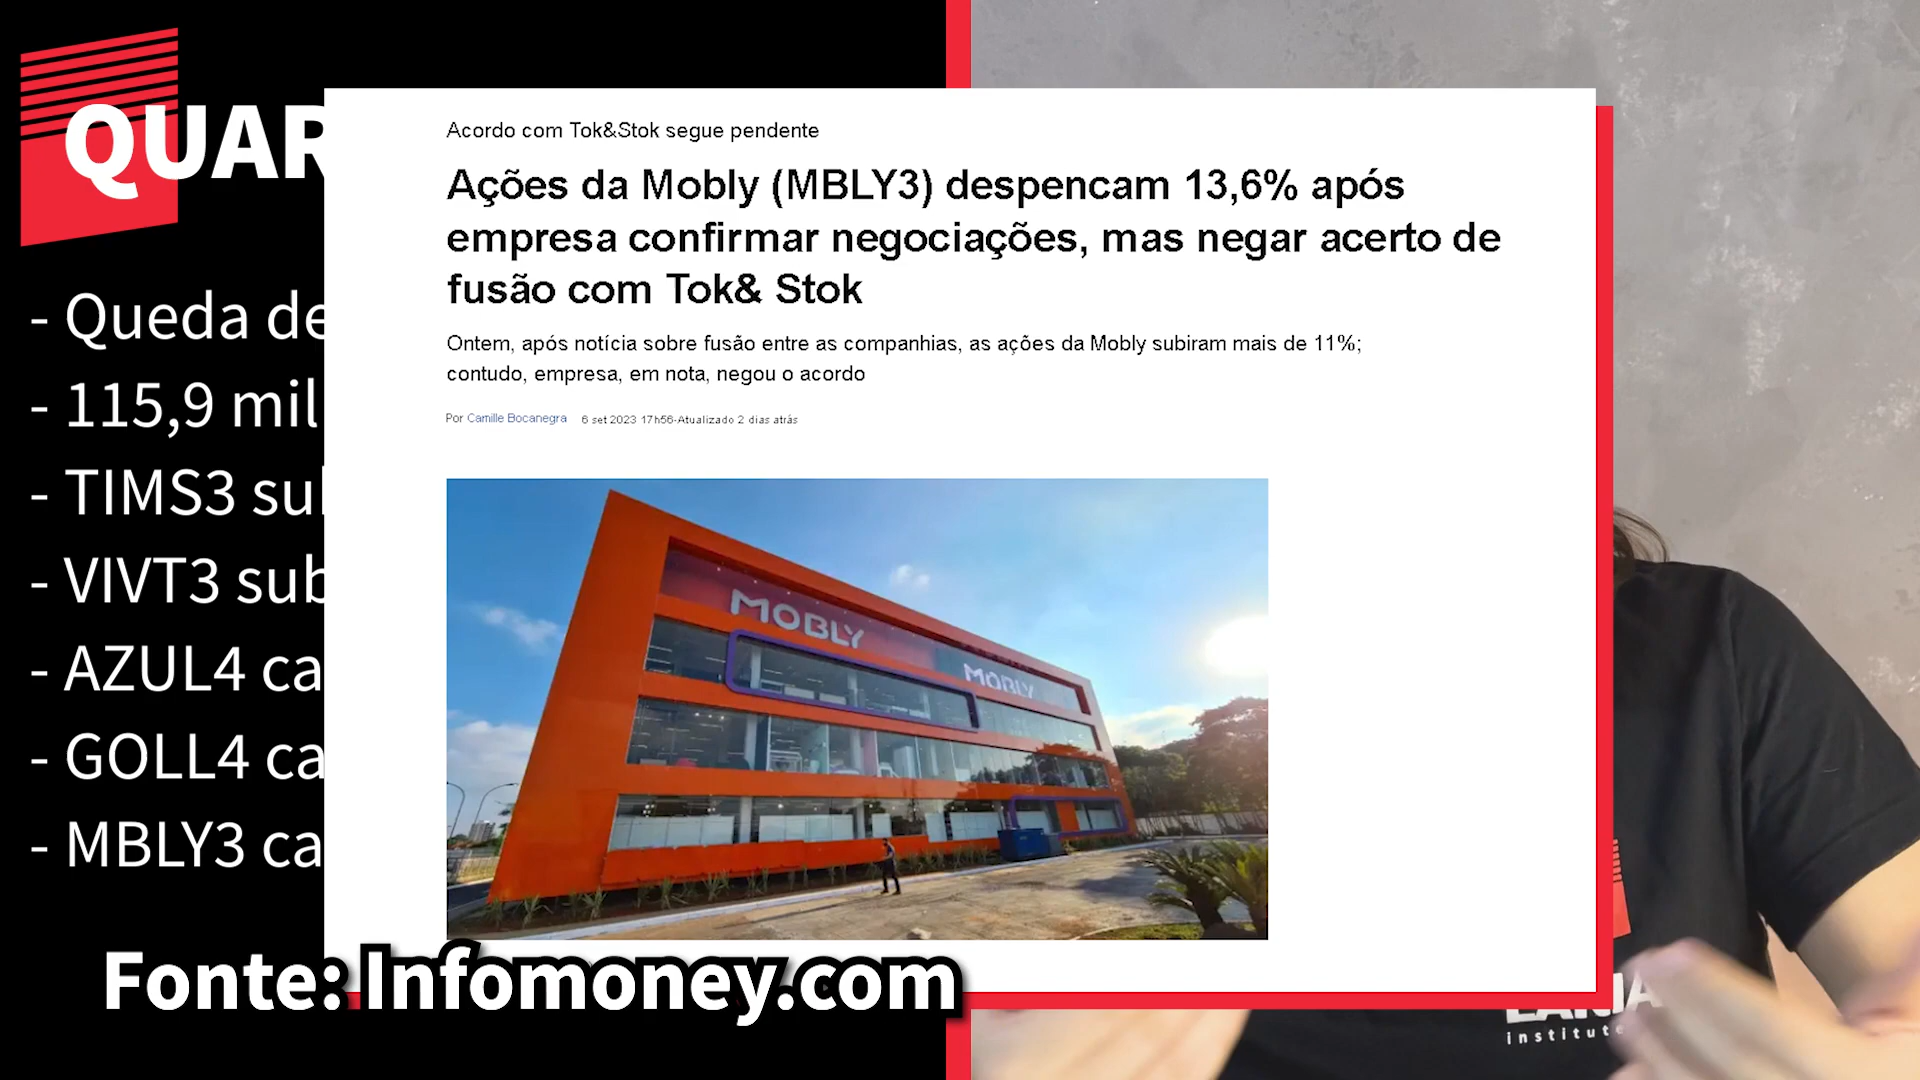 QUAR
- Queda de
- 115,9 mil
- TIMS3 sub
- VIVT3 sub
- AZUL4 ca
- GOLL4 ca
- MBLY3 ca
Acordo com Tok&Stok segue pendente
Ações da Mobly (MBLY3) despencam 13,6% após
empresa confirmar negociações, mas negar acerto de
fusão com Tok& Stok
Ontem, após notícia sobre fusão entre as companhias, as ações da Mobly subiram mais de 11%;
contudo, empresa, em nota, negou o acordo
Por Camille Bocanegra 6 set 2023 17h56-Atualizado 2 dias atrás
MOBLY
MOBLY
Fonte: Infomoney.com
institute